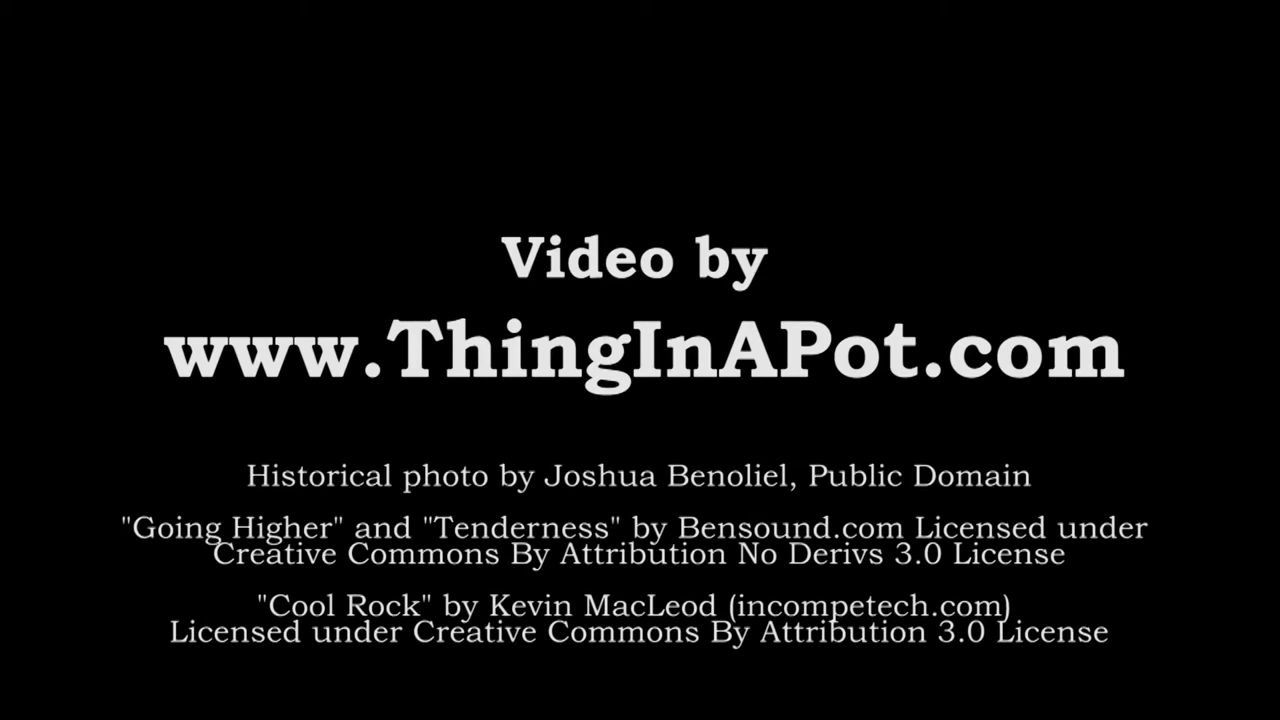 Video by
www.ThingInAPot.com
Historical photo by Joshua Benoliel, Public Domain
"Going Higher" and "Tenderness" by Bensound.com Licensed under
Creative Commons By Attribution No Derivs 3.0 License
"Cool Rock" by Kevin MacLeod (incompetech.com)
Licensed under Creative Commons By Attribution 3.0 License